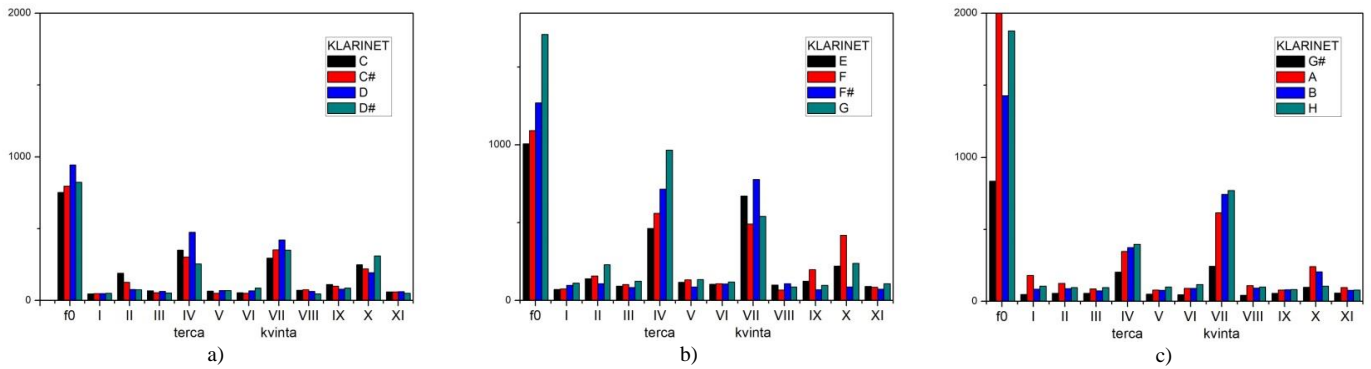 2000
1000
0
KLARINET
C
C#
D
D#
f0 I II III IV V VI VII VIII IX X XI
terca kvinta
a)
1000
KLARINET
E
F
F#
G
f0 I II III IV V VI VII VIII IX X XI
terca kvinta
b)
2000
1000
0
KLARINET
G#
A
B
H
f0 I II III IV V VI VII VIII IX X XI
terca kvinta
c)